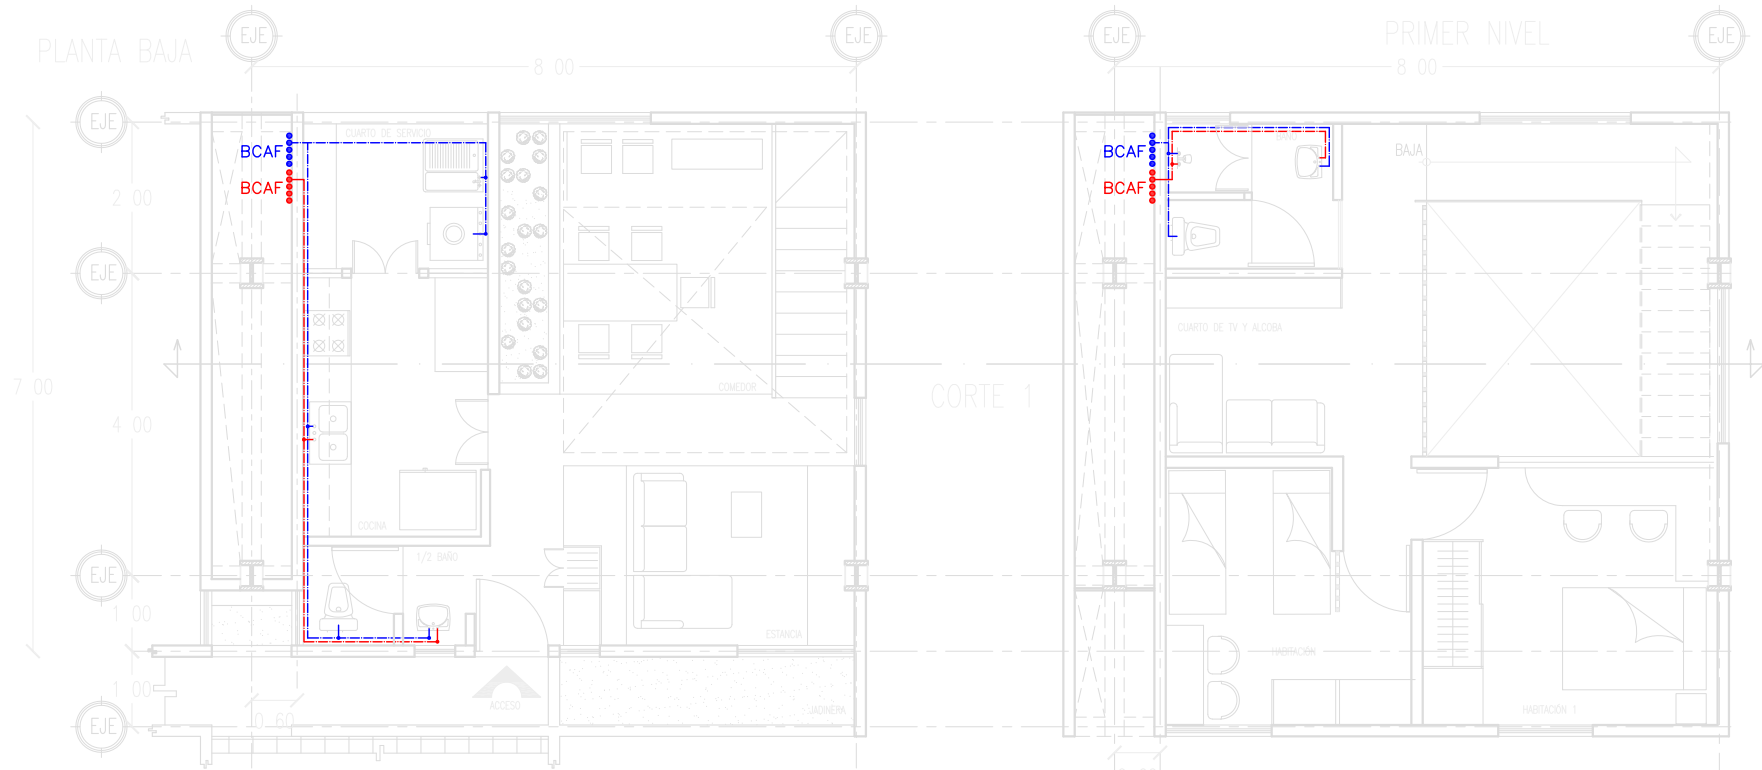 EJE
EJE
EJE
EJE
PRIMER NIVEL
PLANTA BAJA
8 00
8 00
EJE
CUARTO DE SERVICIO
BCAF
BCAF
BAJA
BCAF
BCAF
2 00
EJE
CUARTO DE TV Y ALCOBA
7 00
COMEDOR
CORTE 1
4 00
COCINA
1/2 BAÑO
EJE
1 00
ESTANCIA
HABITACIÓN
1 00
ACCESO
JADINERA
HABITACIÓN 1
0.60
EJE